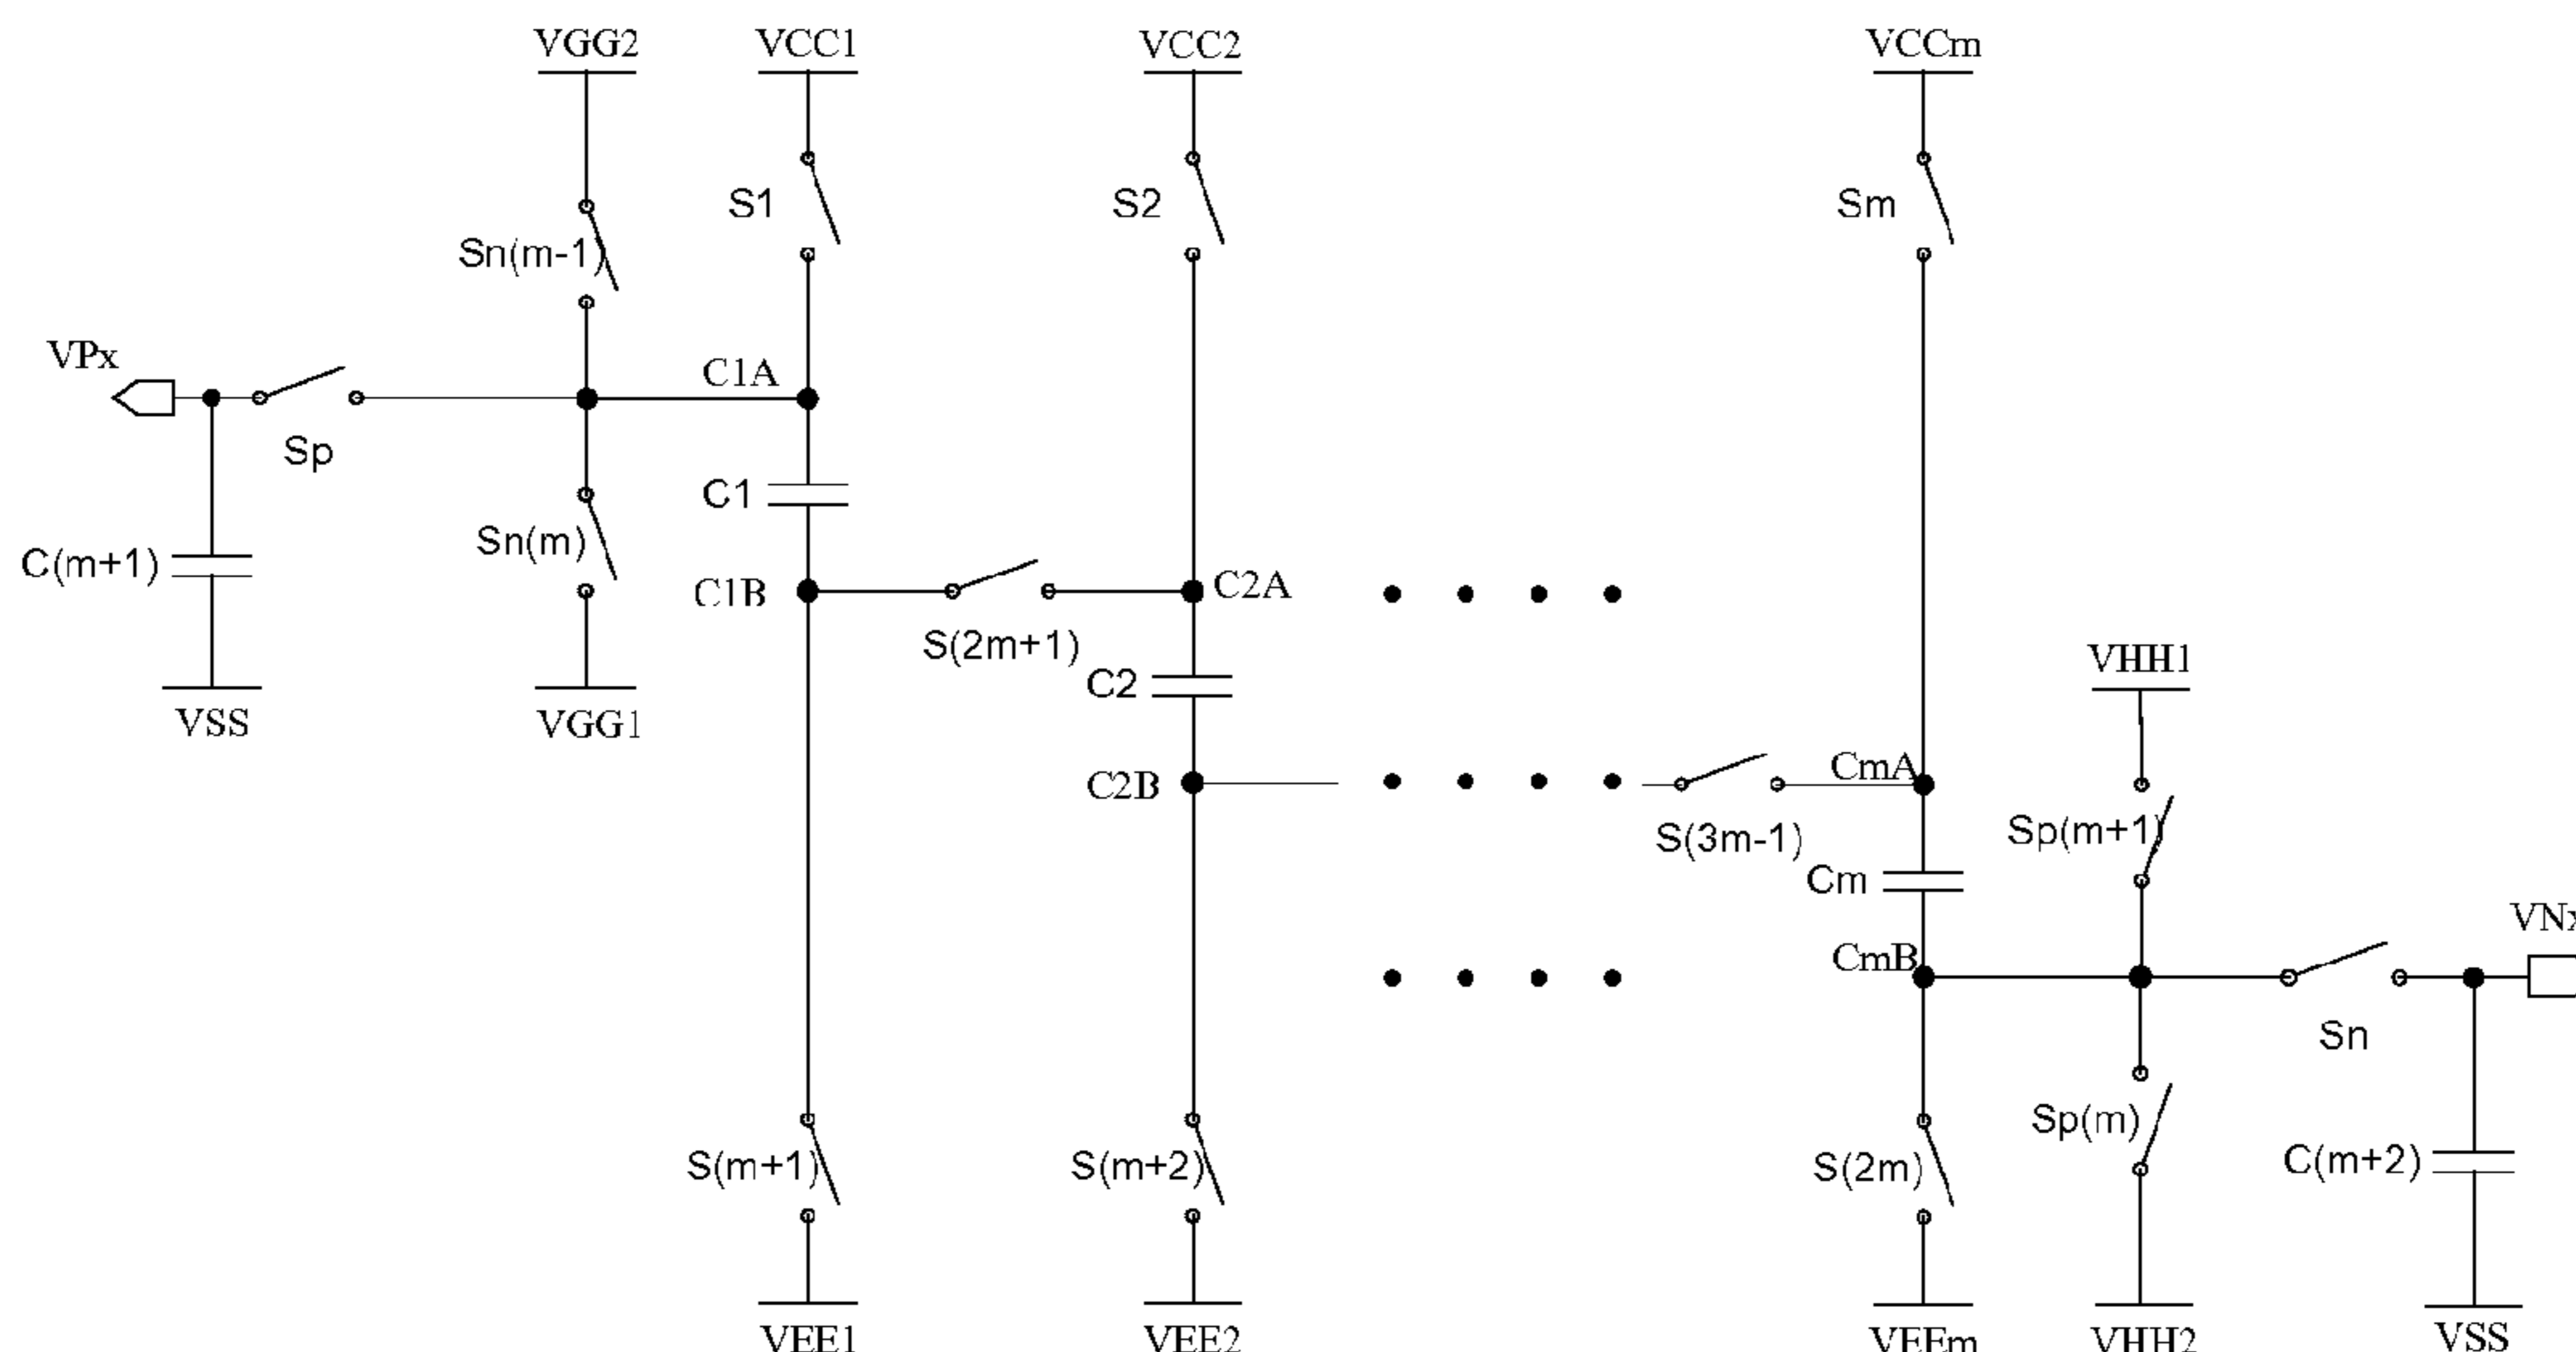 VGG2
VCC1
VCC2
VCCm
S1
S2
Sm
Sn(m-1)
VPx
C1A
Sp
C1
Sn(m)
C(m+1)
C1B
C2A
S(2m+1)
C2
VHH1
VSS
VGG1
C2B
CmA
S(3m-1)
Sp(m+1)
Cm
VNx
CmB
Sn
S(m+1)
S(m+2)
S(2m)
Sp(m)
C(m+2)
VEE1
VEE2
VEEm
VHH2
VSS